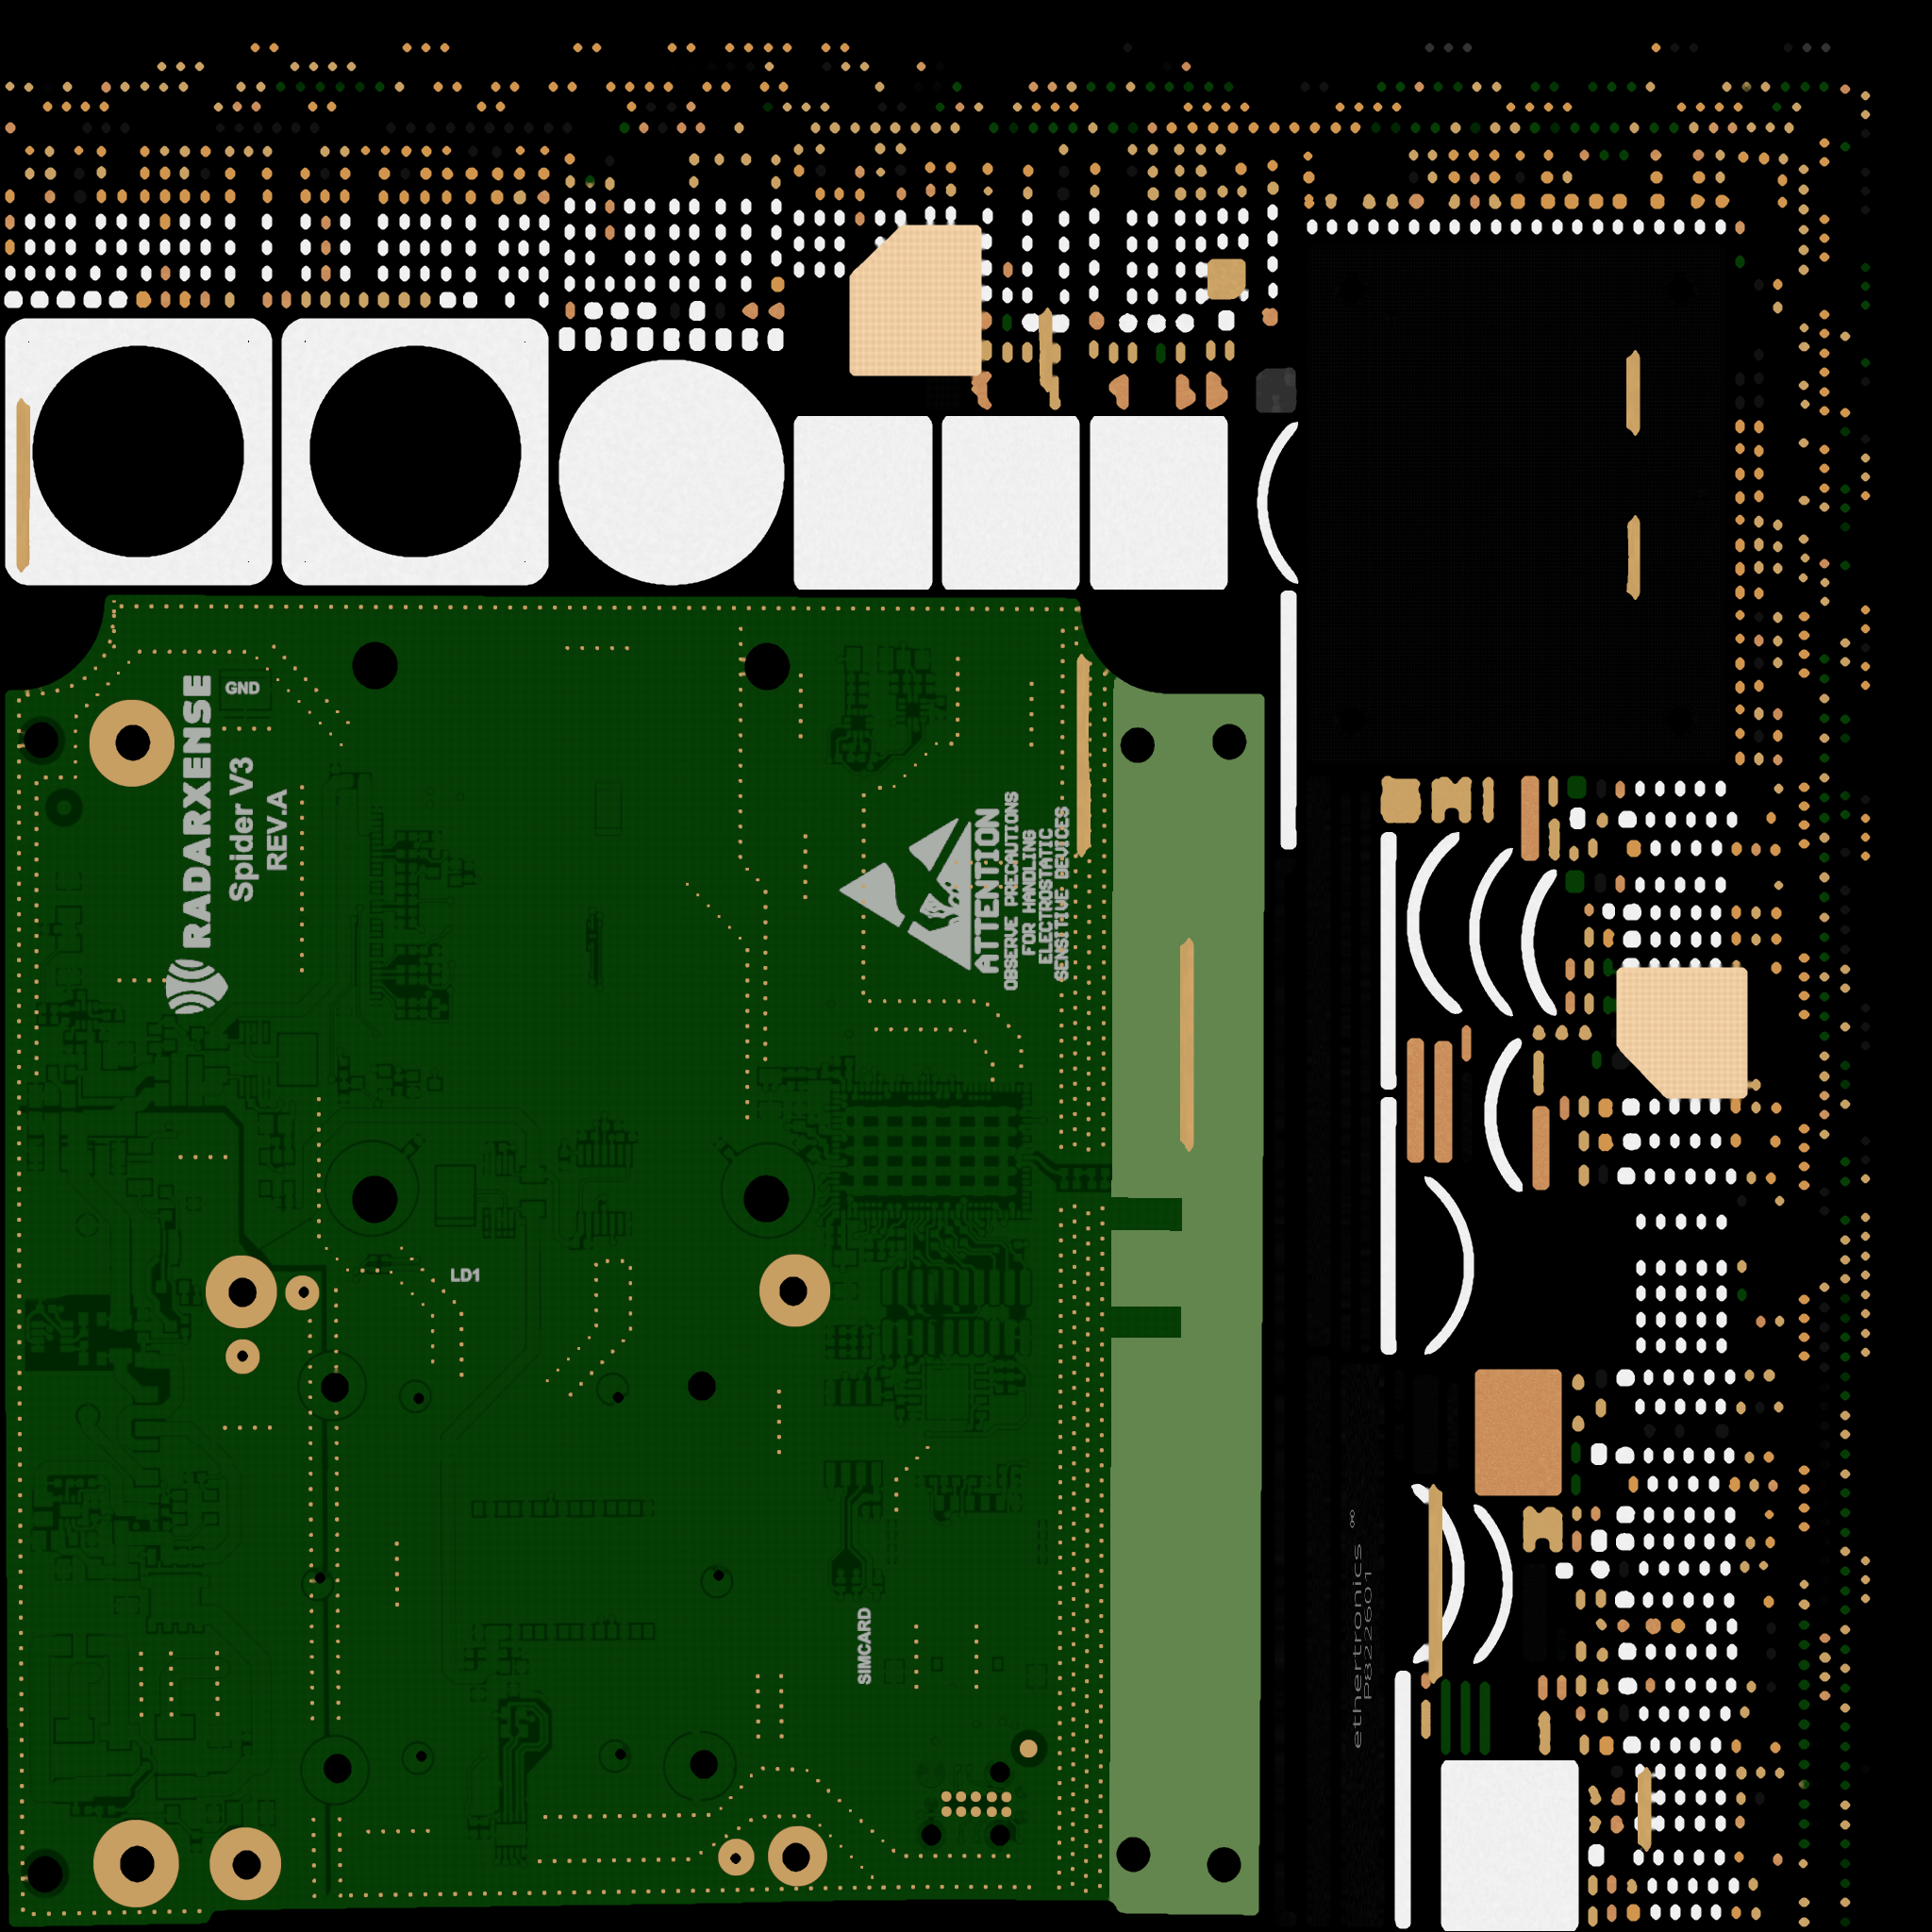 GND
RADARXENSE
Spider V3
REV.A
ATTENTION
OBSERVE PRECAUTIONS
FOR HANDLING
ELECTROSTATIC
SENSITIVE DEVICES
LD1
SIMCARD
ethertronics ∞
P822601